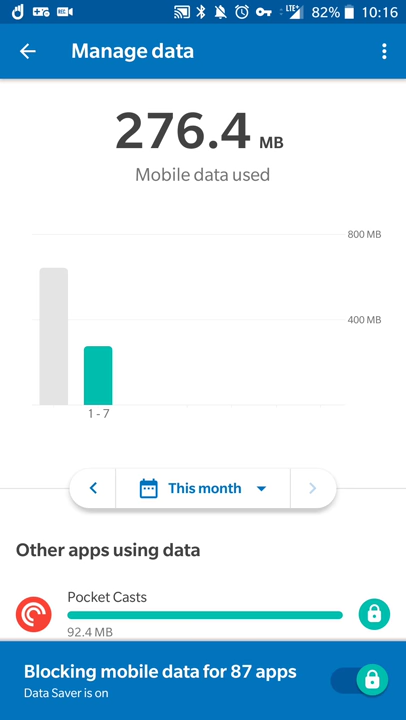 REC
LTE+
82%
10:16
Manage data
276.4 MB
Mobile data used
800 MB
400 MB
1 - 7
This month
Other apps using data
Pocket Casts
92.4 MB
Blocking mobile data for 87 apps
Data Saver is on